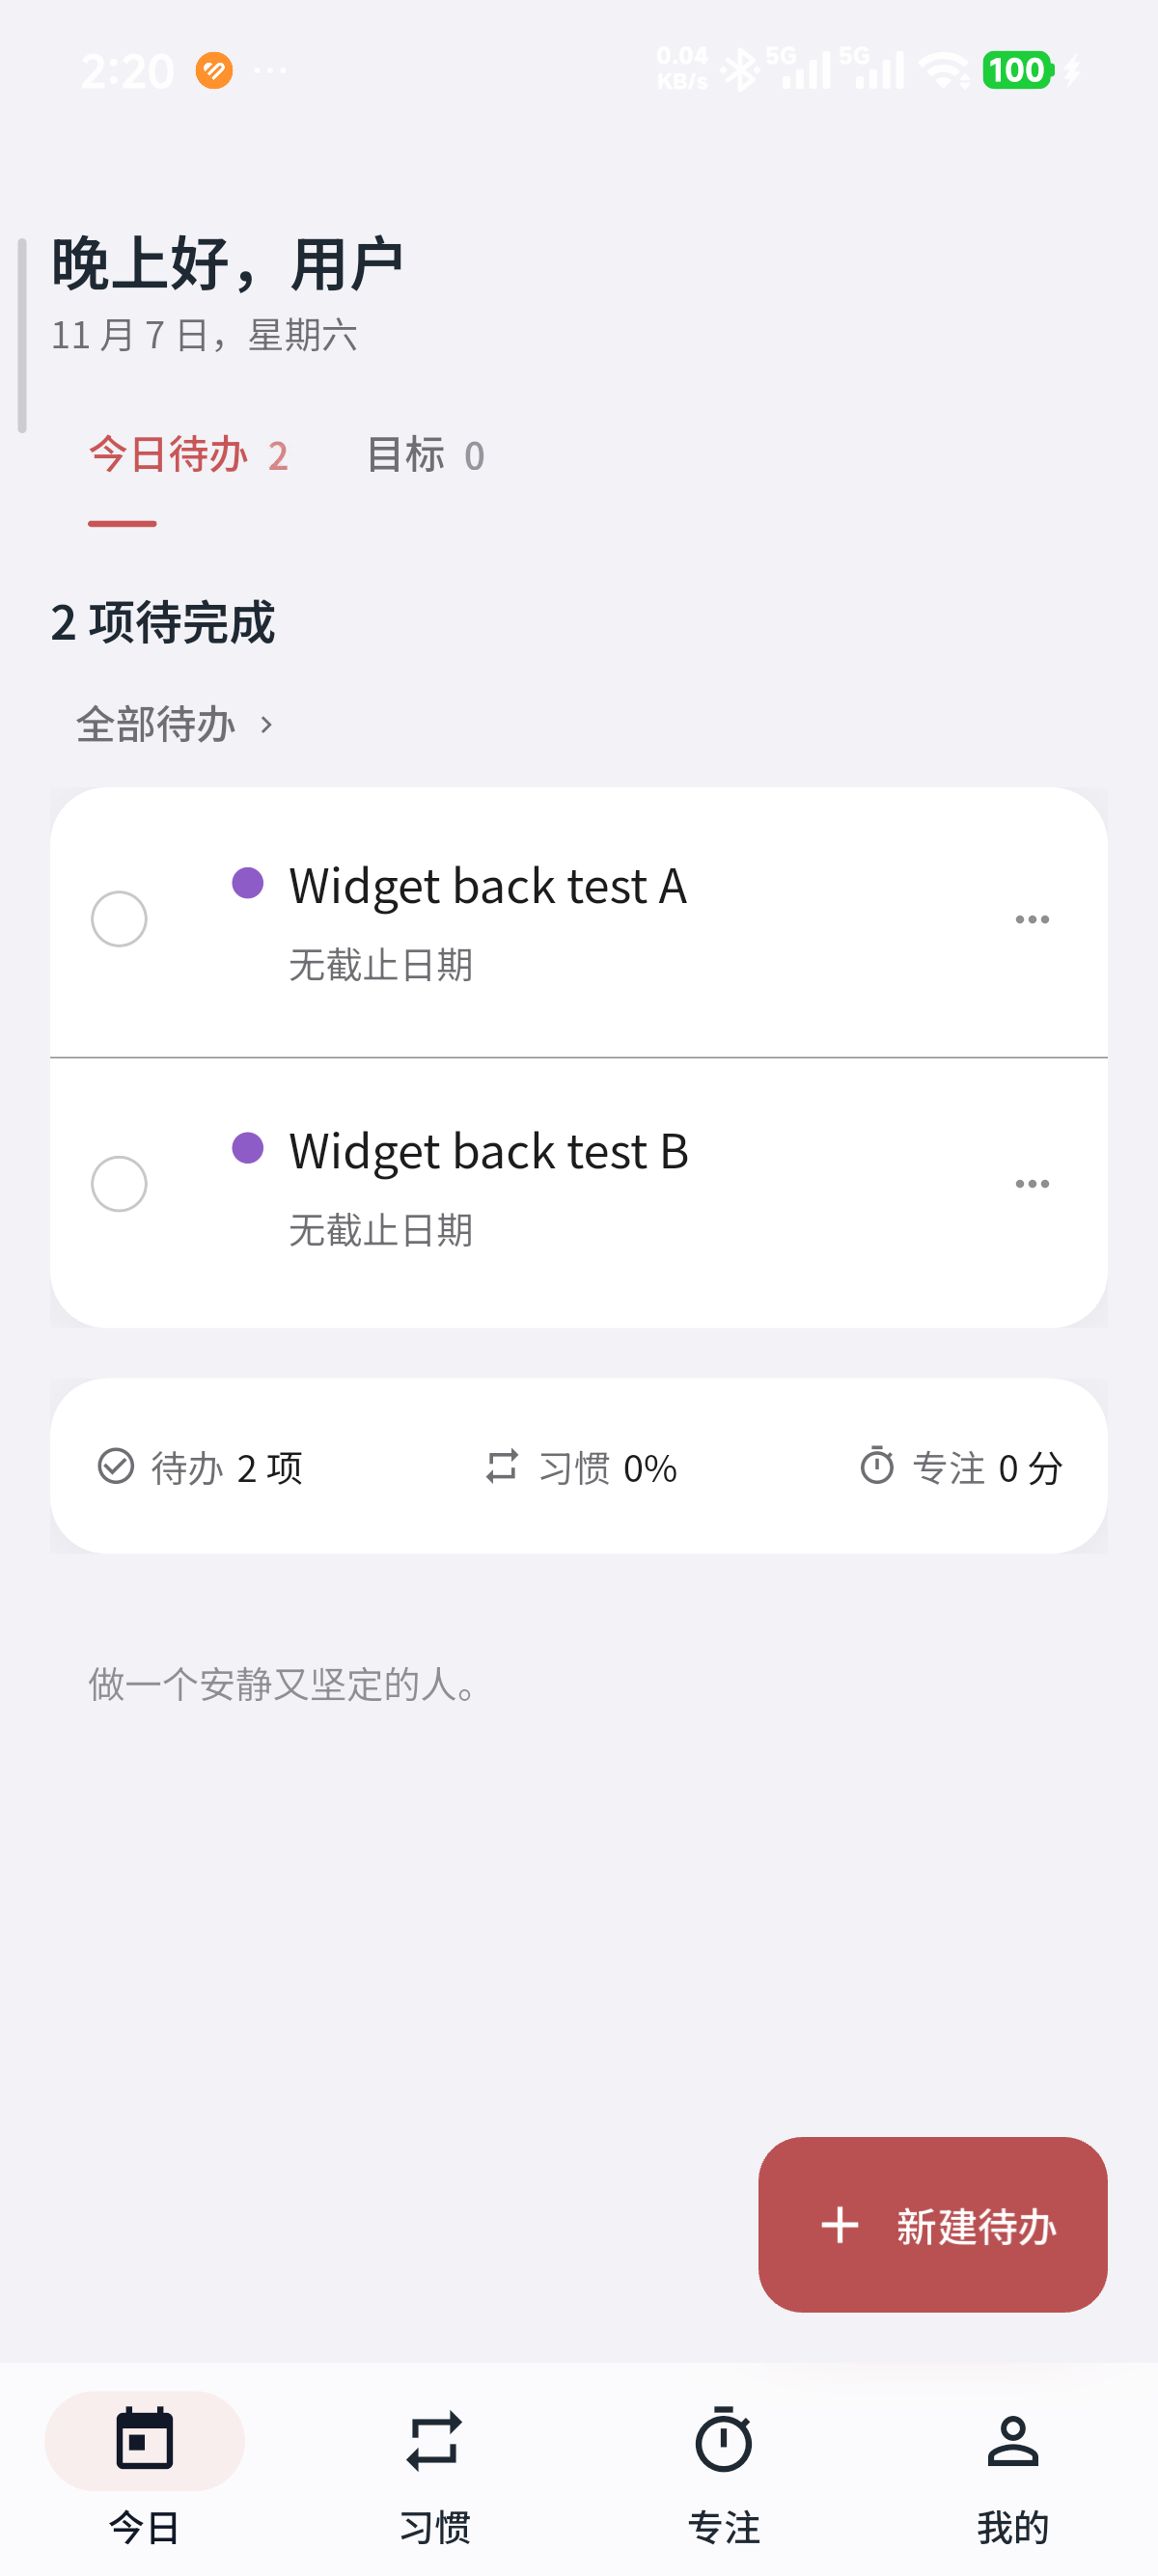 2:20
0.04 KB/s 5G 5G 100
晚上好，用户
11 月 7 日，星期六
今日待办 2 目标 0
2 项待完成
全部待办
Widget back test A
无截止日期
Widget back test B
无截止日期
待办 2 项 习惯 0% 专注 0 分
做一个安静又坚定的人。
新建待办
今日 习惯 专注 我的